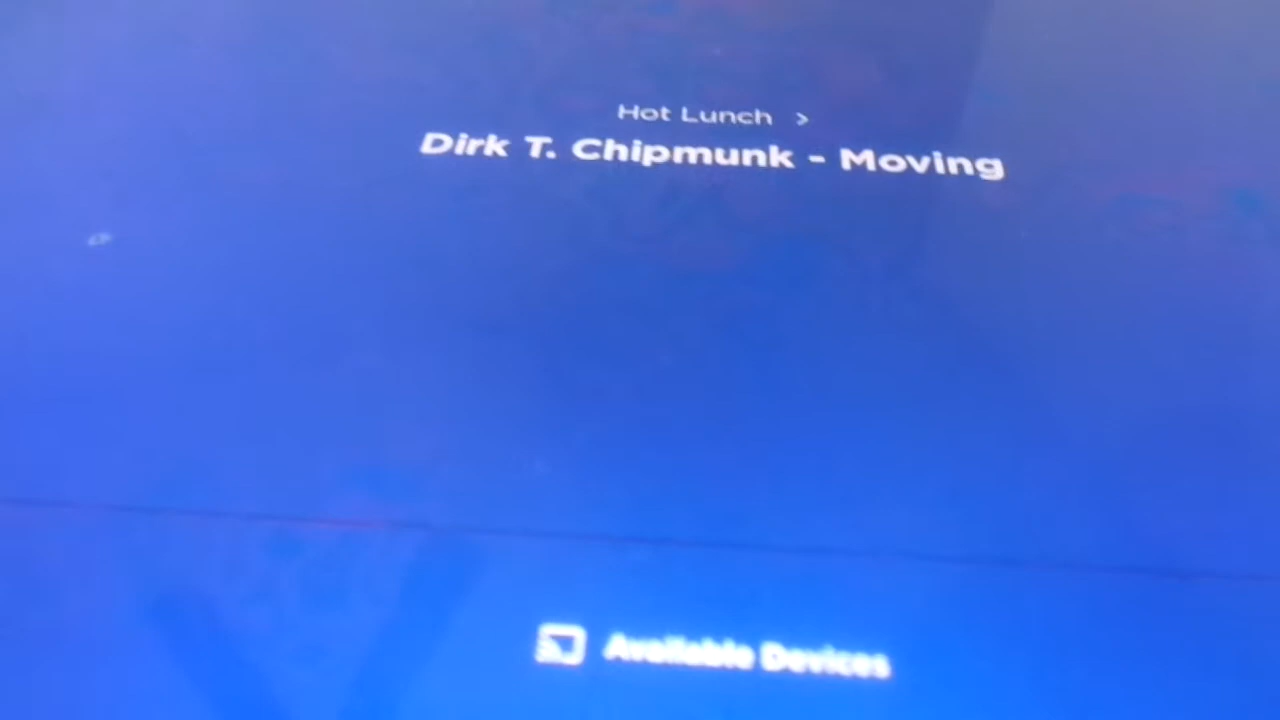 Hot Lunch >
Dirk T. Chipmunk - Moving
Available Devices